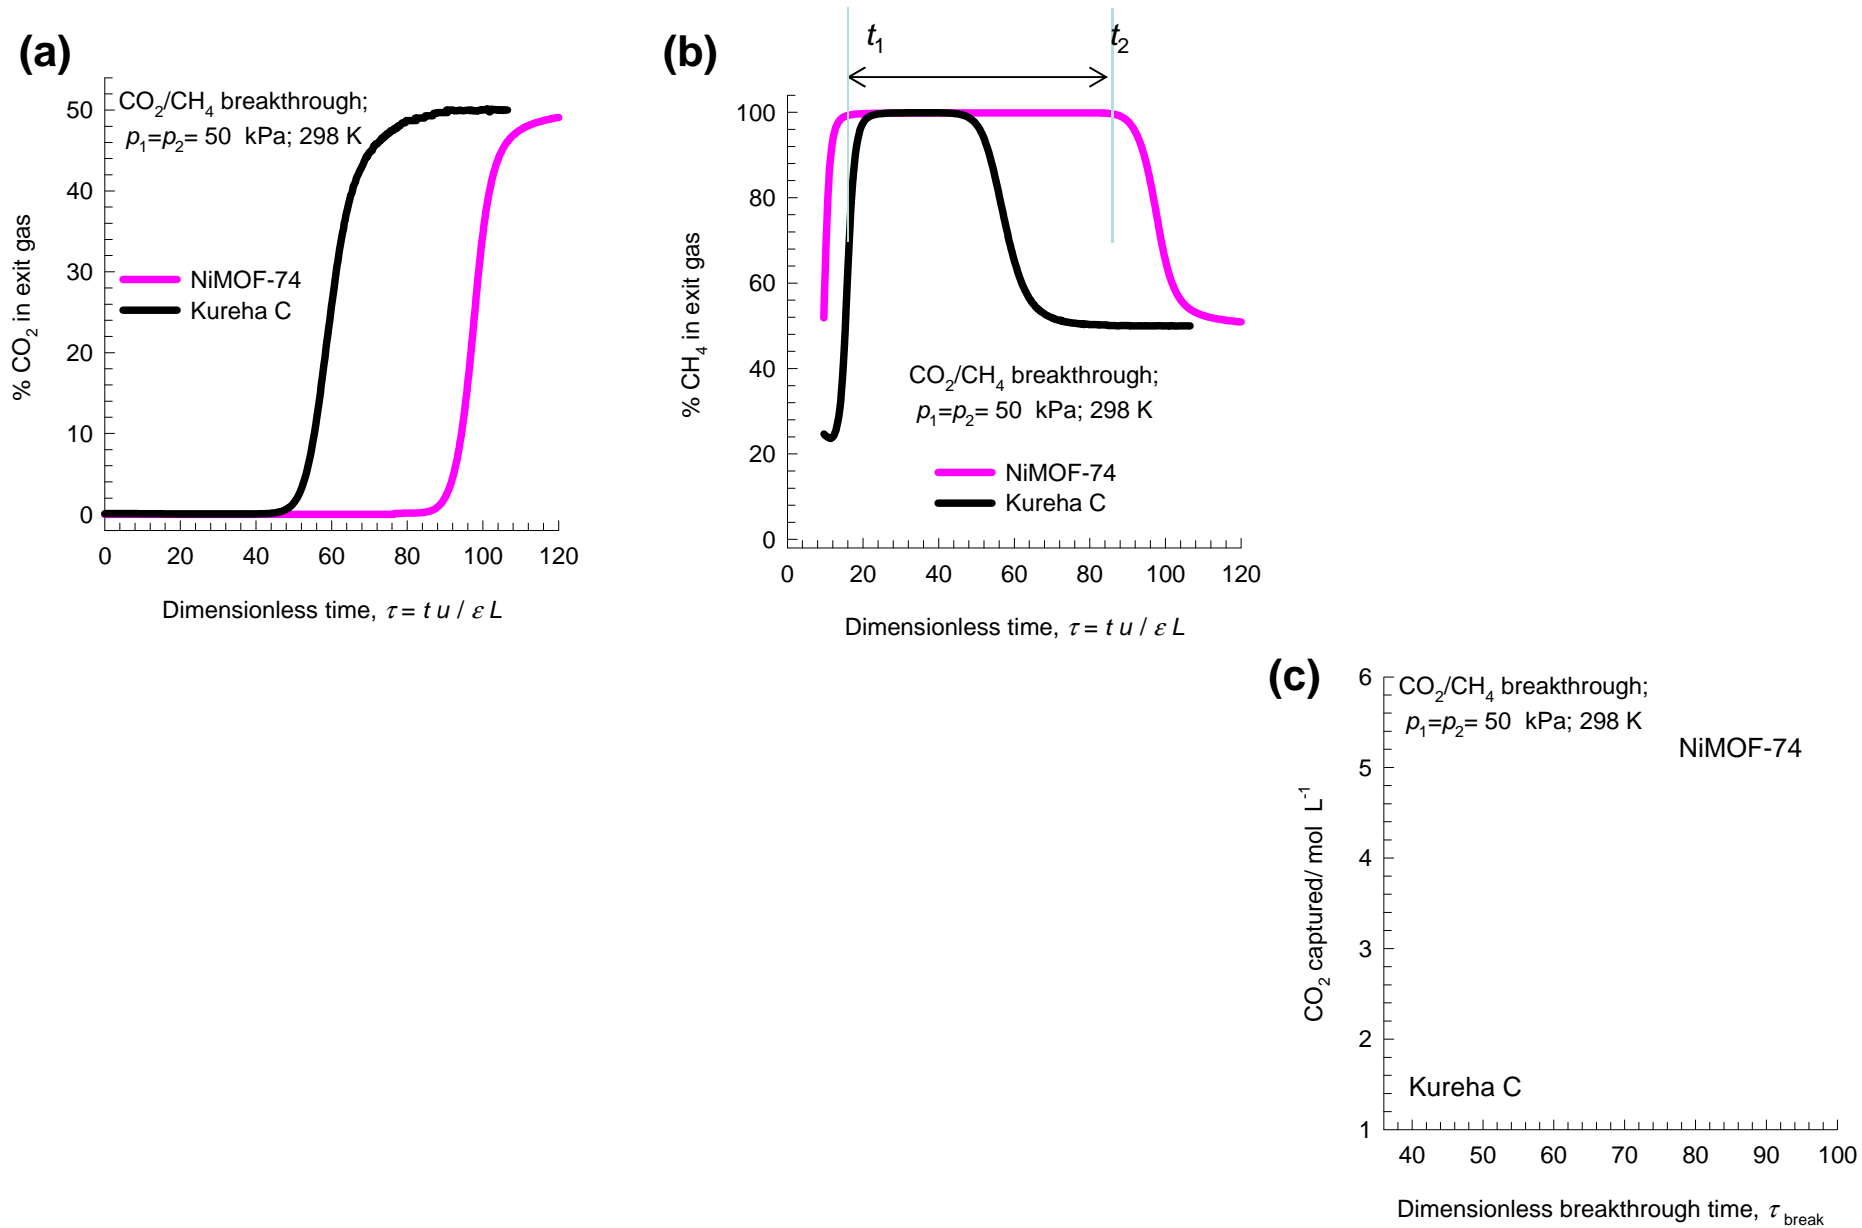 (a)
CO2/CH4 breakthrough;
p1=p2= 50 kPa; 298 K
50
40
30
20
10
0
% CO2 in exit gas
NiMOF-74
Kureha C
0 20 40 60 80 100 120
Dimensionless time, τ = t u / ε L
(b)
t1
t2
100
80
60
40
20
0
% CH4 in exit gas
CO2/CH4 breakthrough;
p1=p2= 50 kPa; 298 K
NiMOF-74
Kureha C
0 20 40 60 80 100 120
Dimensionless time, τ = t u / ε L
(c)
6
5
4
3
2
1
CO2 captured/ mol L-1
CO2/CH4 breakthrough;
p1=p2= 50 kPa; 298 K
NiMOF-74
Kureha C
40 50 60 70 80 90 100
Dimensionless breakthrough time, τ break